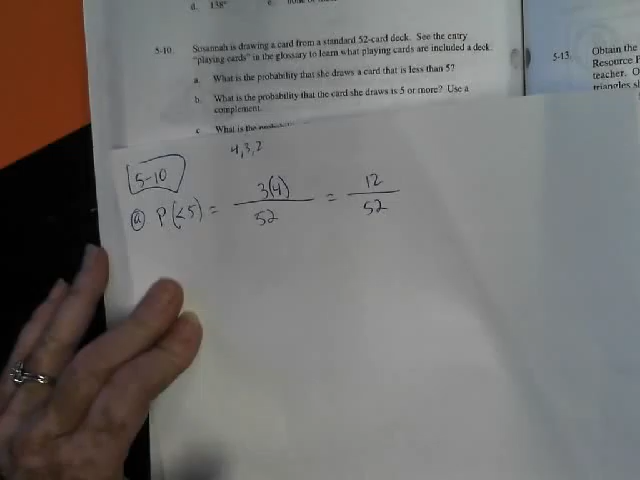 d. 138° e.
5-10. Susannah is drawing a card from a standard 52-card deck. See the entry
"playing cards" in the glossary to learn what playing cards are included a deck.
a. What is the probability that she draws a card that is less than 5?
b. What is the probability that the card she draws is 5 or more? Use a
complement.
c What is the
5-13. Obtain the
Resource P
teacher. O
triangles sl
4,3,2
5-10
a P(<5) = 3(4)/52 = 12/52